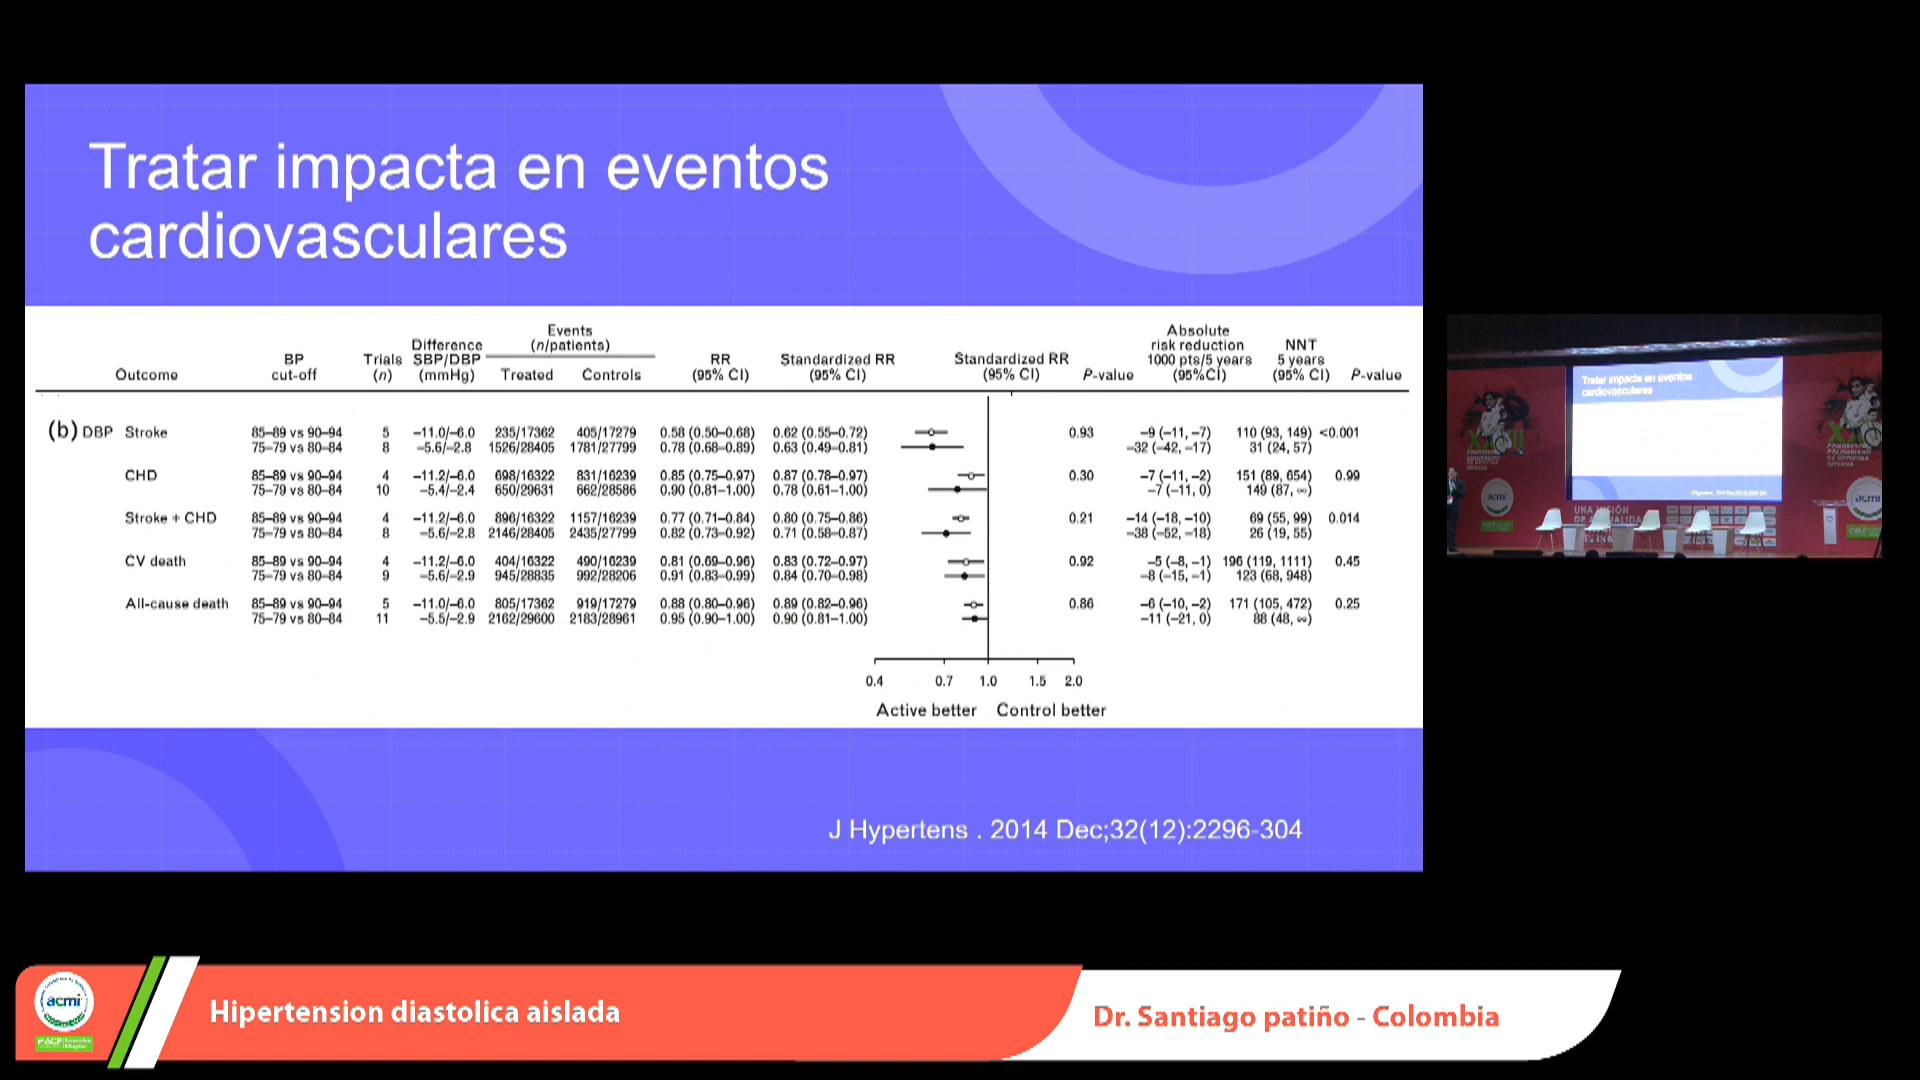 Tratar impacta en eventos
cardiovasculares
Outcome BP cut-off Trials (n) Difference SBP/DBP (mmHg) Events (n/patients) Treated Controls RR (95% CI) Standardized RR (95% CI) Standardized RR (95% CI) P-value Absolute risk reduction 1000 pts/5 years (95%CI) NNT 5 years (95% CI) P-value
(b) DBP Stroke 85–89 vs 90–94 5 –11.0/–6.0 235/17362 405/17279 0.58 (0.50–0.68) 0.62 (0.55–0.72) 0.93 –9 (–11, –7) 110 (93, 149) <0.001
75–79 vs 80–84 8 –5.6/–2.8 1526/28405 1781/27799 0.78 (0.68–0.89) 0.63 (0.49–0.81) –32 (–42, –17) 31 (24, 57)
CHD 85–89 vs 90–94 4 –11.2/–6.0 698/16322 831/16239 0.85 (0.75–0.97) 0.87 (0.78–0.97) 0.30 –7 (–11, –2) 151 (89, 654) 0.99
75–79 vs 80–84 10 –5.4/–2.4 650/29631 662/28586 0.90 (0.81–1.00) 0.78 (0.61–1.00) –7 (–11, 0) 149 (87, ∞)
Stroke + CHD 85–89 vs 90–94 4 –11.2/–6.0 896/16322 1157/16239 0.77 (0.71–0.84) 0.80 (0.75–0.86) 0.21 –14 (–18, –10) 69 (55, 99) 0.014
75–79 vs 80–84 8 –5.6/–2.8 2146/28405 2435/27799 0.82 (0.73–0.92) 0.71 (0.58–0.87) –38 (–52, –18) 26 (19, 55)
CV death 85–89 vs 90–94 4 –11.2/–6.0 404/16322 490/16239 0.81 (0.69–0.96) 0.83 (0.72–0.97) 0.92 –5 (–8, –1) 196 (119, 1111) 0.45
75–79 vs 80–84 9 –5.6/–2.9 945/28835 992/28206 0.91 (0.83–0.99) 0.84 (0.70–0.98) –8 (–15, –1) 123 (68, 948)
All-cause death 85–89 vs 90–94 5 –11.0/–6.0 805/17362 919/17279 0.88 (0.80–0.96) 0.89 (0.82–0.96) 0.86 –6 (–10, –2) 171 (105, 472) 0.25
75–79 vs 80–84 11 –5.5/–2.9 2162/29600 2183/28961 0.95 (0.90–1.00) 0.90 (0.81–1.00) –11 (–21, 0) 88 (48, ∞)
0.4 0.7 1.0 1.5 2.0
Active better Control better
J Hypertens . 2014 Dec;32(12):2296-304
Tratar impacta en eventos
cardiovasculares
acmi
acmi
Hipertension diastolica aislada
Dr. Santiago patiño - Colombia